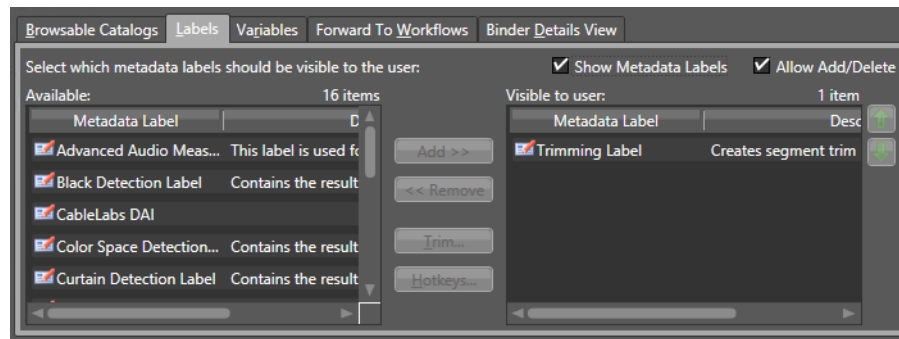 Browsable Catalogs Labels Variables Forward To Workflows Binder Details View
Select which metadata labels should be visible to the user: Show Metadata Labels Allow Add/Delete
Available: 16 items Visible to user: 1 item
Metadata Label D Metadata Label Desc
Advanced Audio Meas... This label is used fo Add >> Trimming Label Creates segment trim
Black Detection Label Contains the result << Remove
CableLabs DAI
Color Space Detection... Contains the result Trim...
Curtain Detection Label Contains the result Hotkeys...